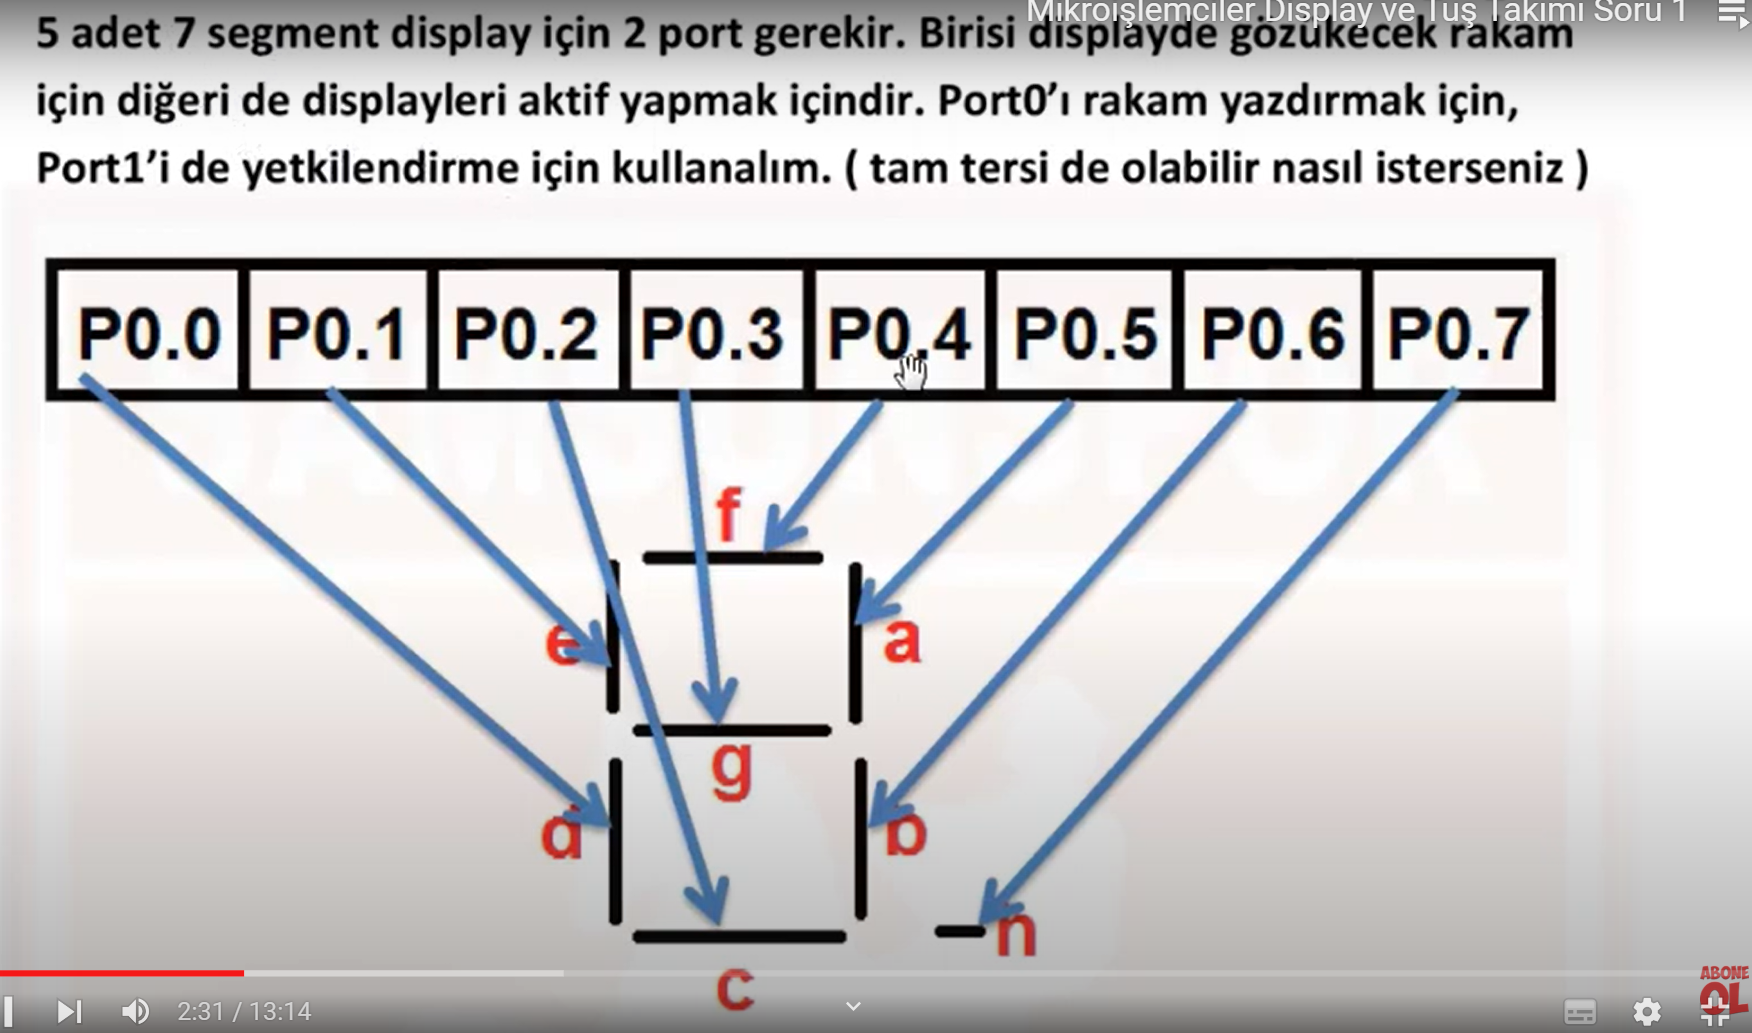 Mikroişlemciler Display ve Tuş Takımı Soru 1
5 adet 7 segment display için 2 port gerekir. Birisi displayde gözükecek rakam
için diğeri de displayleri aktif yapmak içindir. Port0’ı rakam yazdırmak için,
Port1’i de yetkilendirme için kullanalım. ( tam tersi de olabilir nasıl isterseniz )
P0.0 P0.1 P0.2 P0.3 P0.4 P0.5 P0.6 P0.7
f
e a
g
d b
n
c
2:31 / 13:14
ABONE
OL